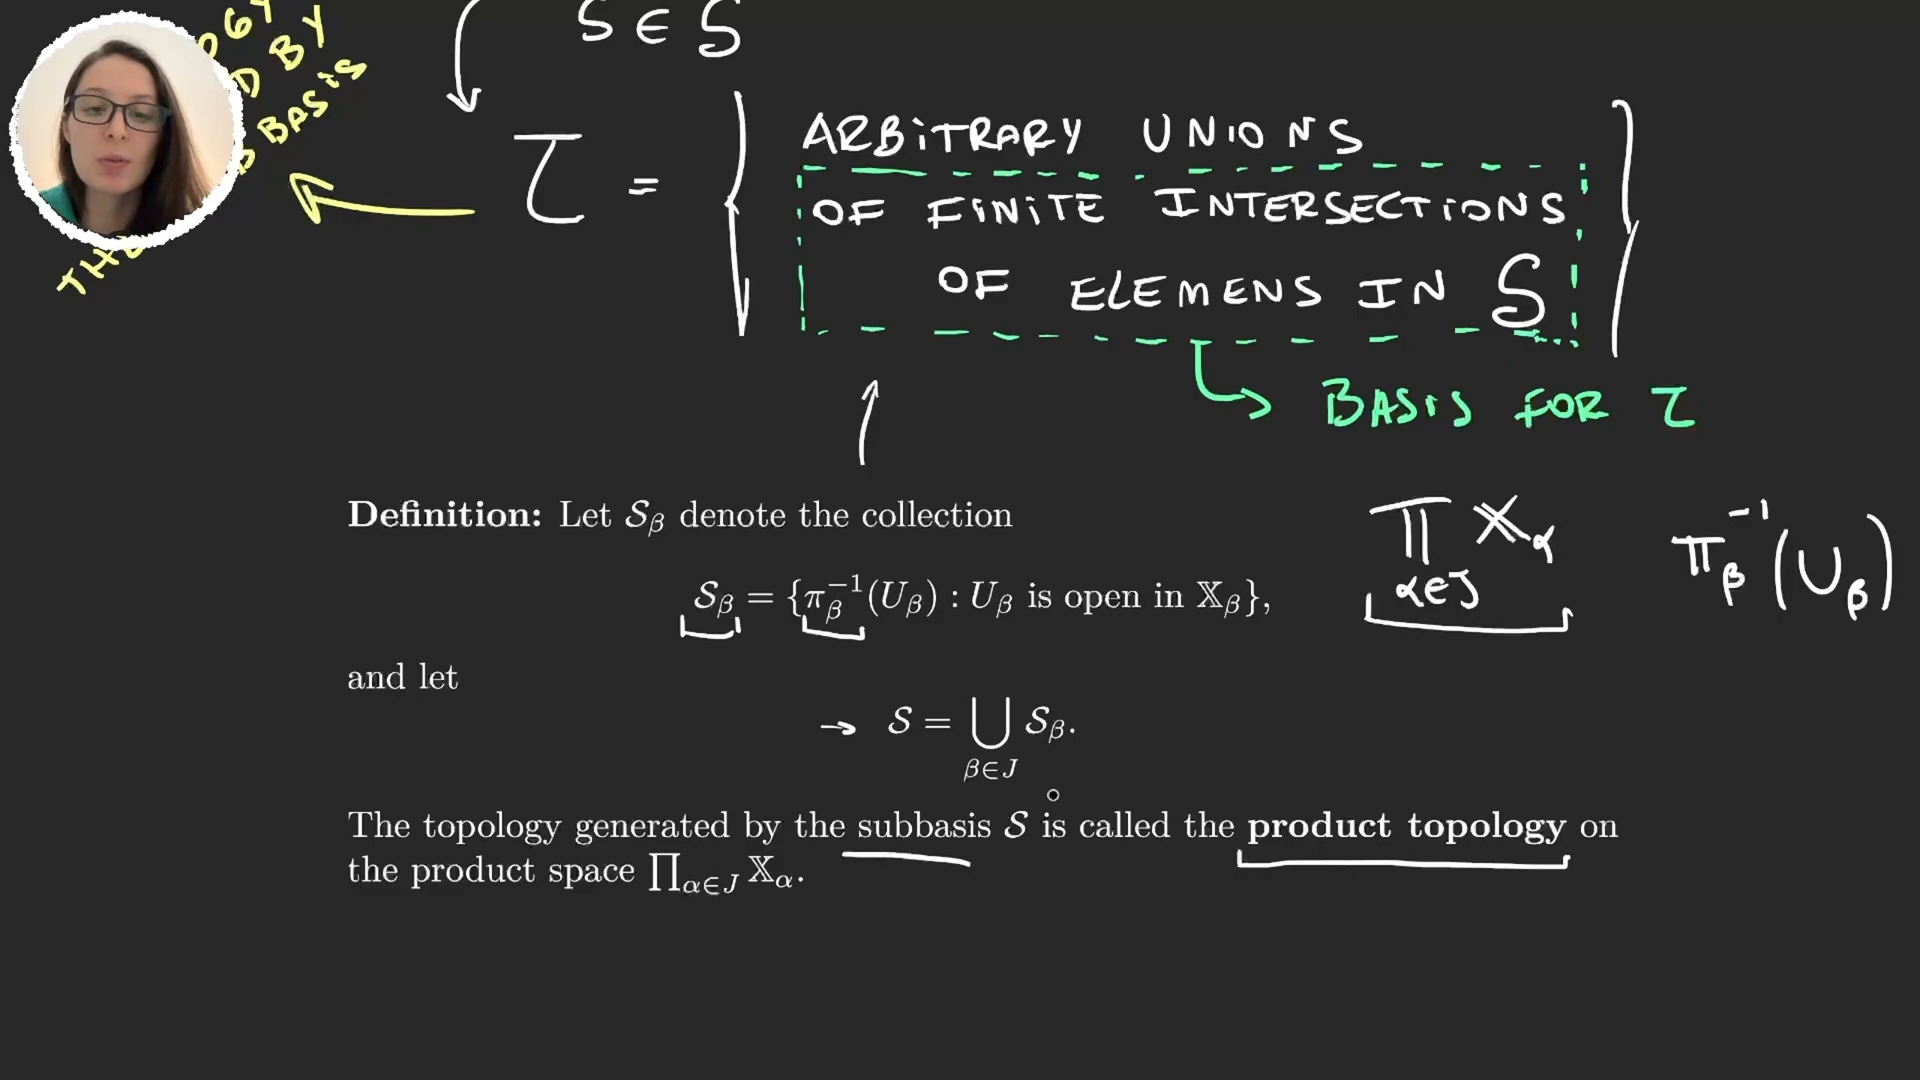 S ∈ 𝒮
OGY
D BY
BASIS
THE
τ = { ARBITRARY UNIONS
OF FINITE INTERSECTIONS
OF ELEMENS IN 𝒮 }
BASIS FOR τ
Definition: Let 𝒮_β denote the collection
∏_{α∈J} 𝕏_α π_β^{-1}(U_β)
𝒮_β = {π_β^{-1}(U_β) : U_β is open in 𝕏_β},
and let
→ 𝒮 = ⋃_{β∈J} 𝒮_β.
The topology generated by the subbasis 𝒮 is called the product topology on
the product space ∏_{α∈J} 𝕏_α.